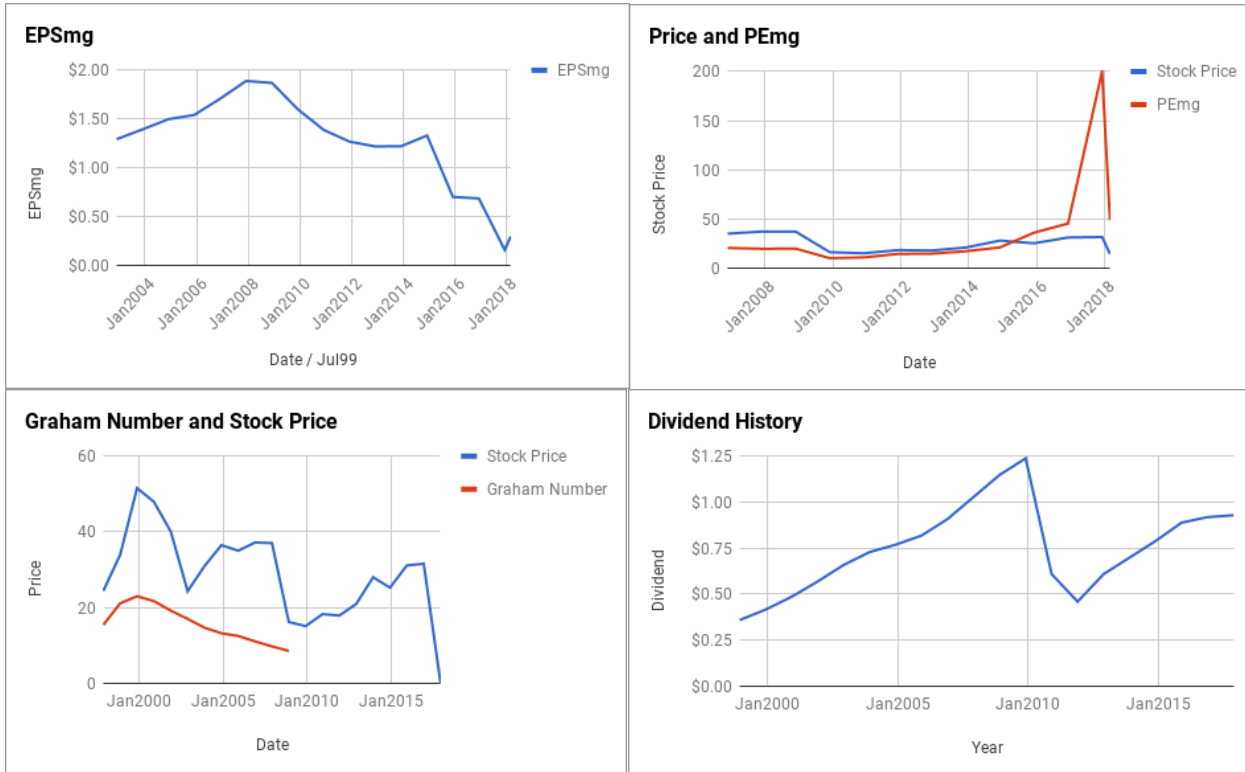 EPSmg
EPSmg
$2.00
$1.50
$1.00
$0.50
$0.00
EPSmg
Jan2004
Jan2006
Jan2008
Jan2010
Jan2012
Jan2014
Jan2016
Jan2018
Date / Jul99
Price and PEmg
Stock Price
PEmg
200
150
100
50
0
Stock Price
Jan2008
Jan2010
Jan2012
Jan2014
Jan2016
Jan2018
Date
Graham Number and Stock Price
Stock Price
Graham Number
60
40
20
0
Price
Jan2000
Jan2005
Jan2010
Jan2015
Date
Dividend History
$1.25
$1.00
$0.75
$0.50
$0.25
$0.00
Dividend
Jan2000
Jan2005
Jan2010
Jan2015
Year